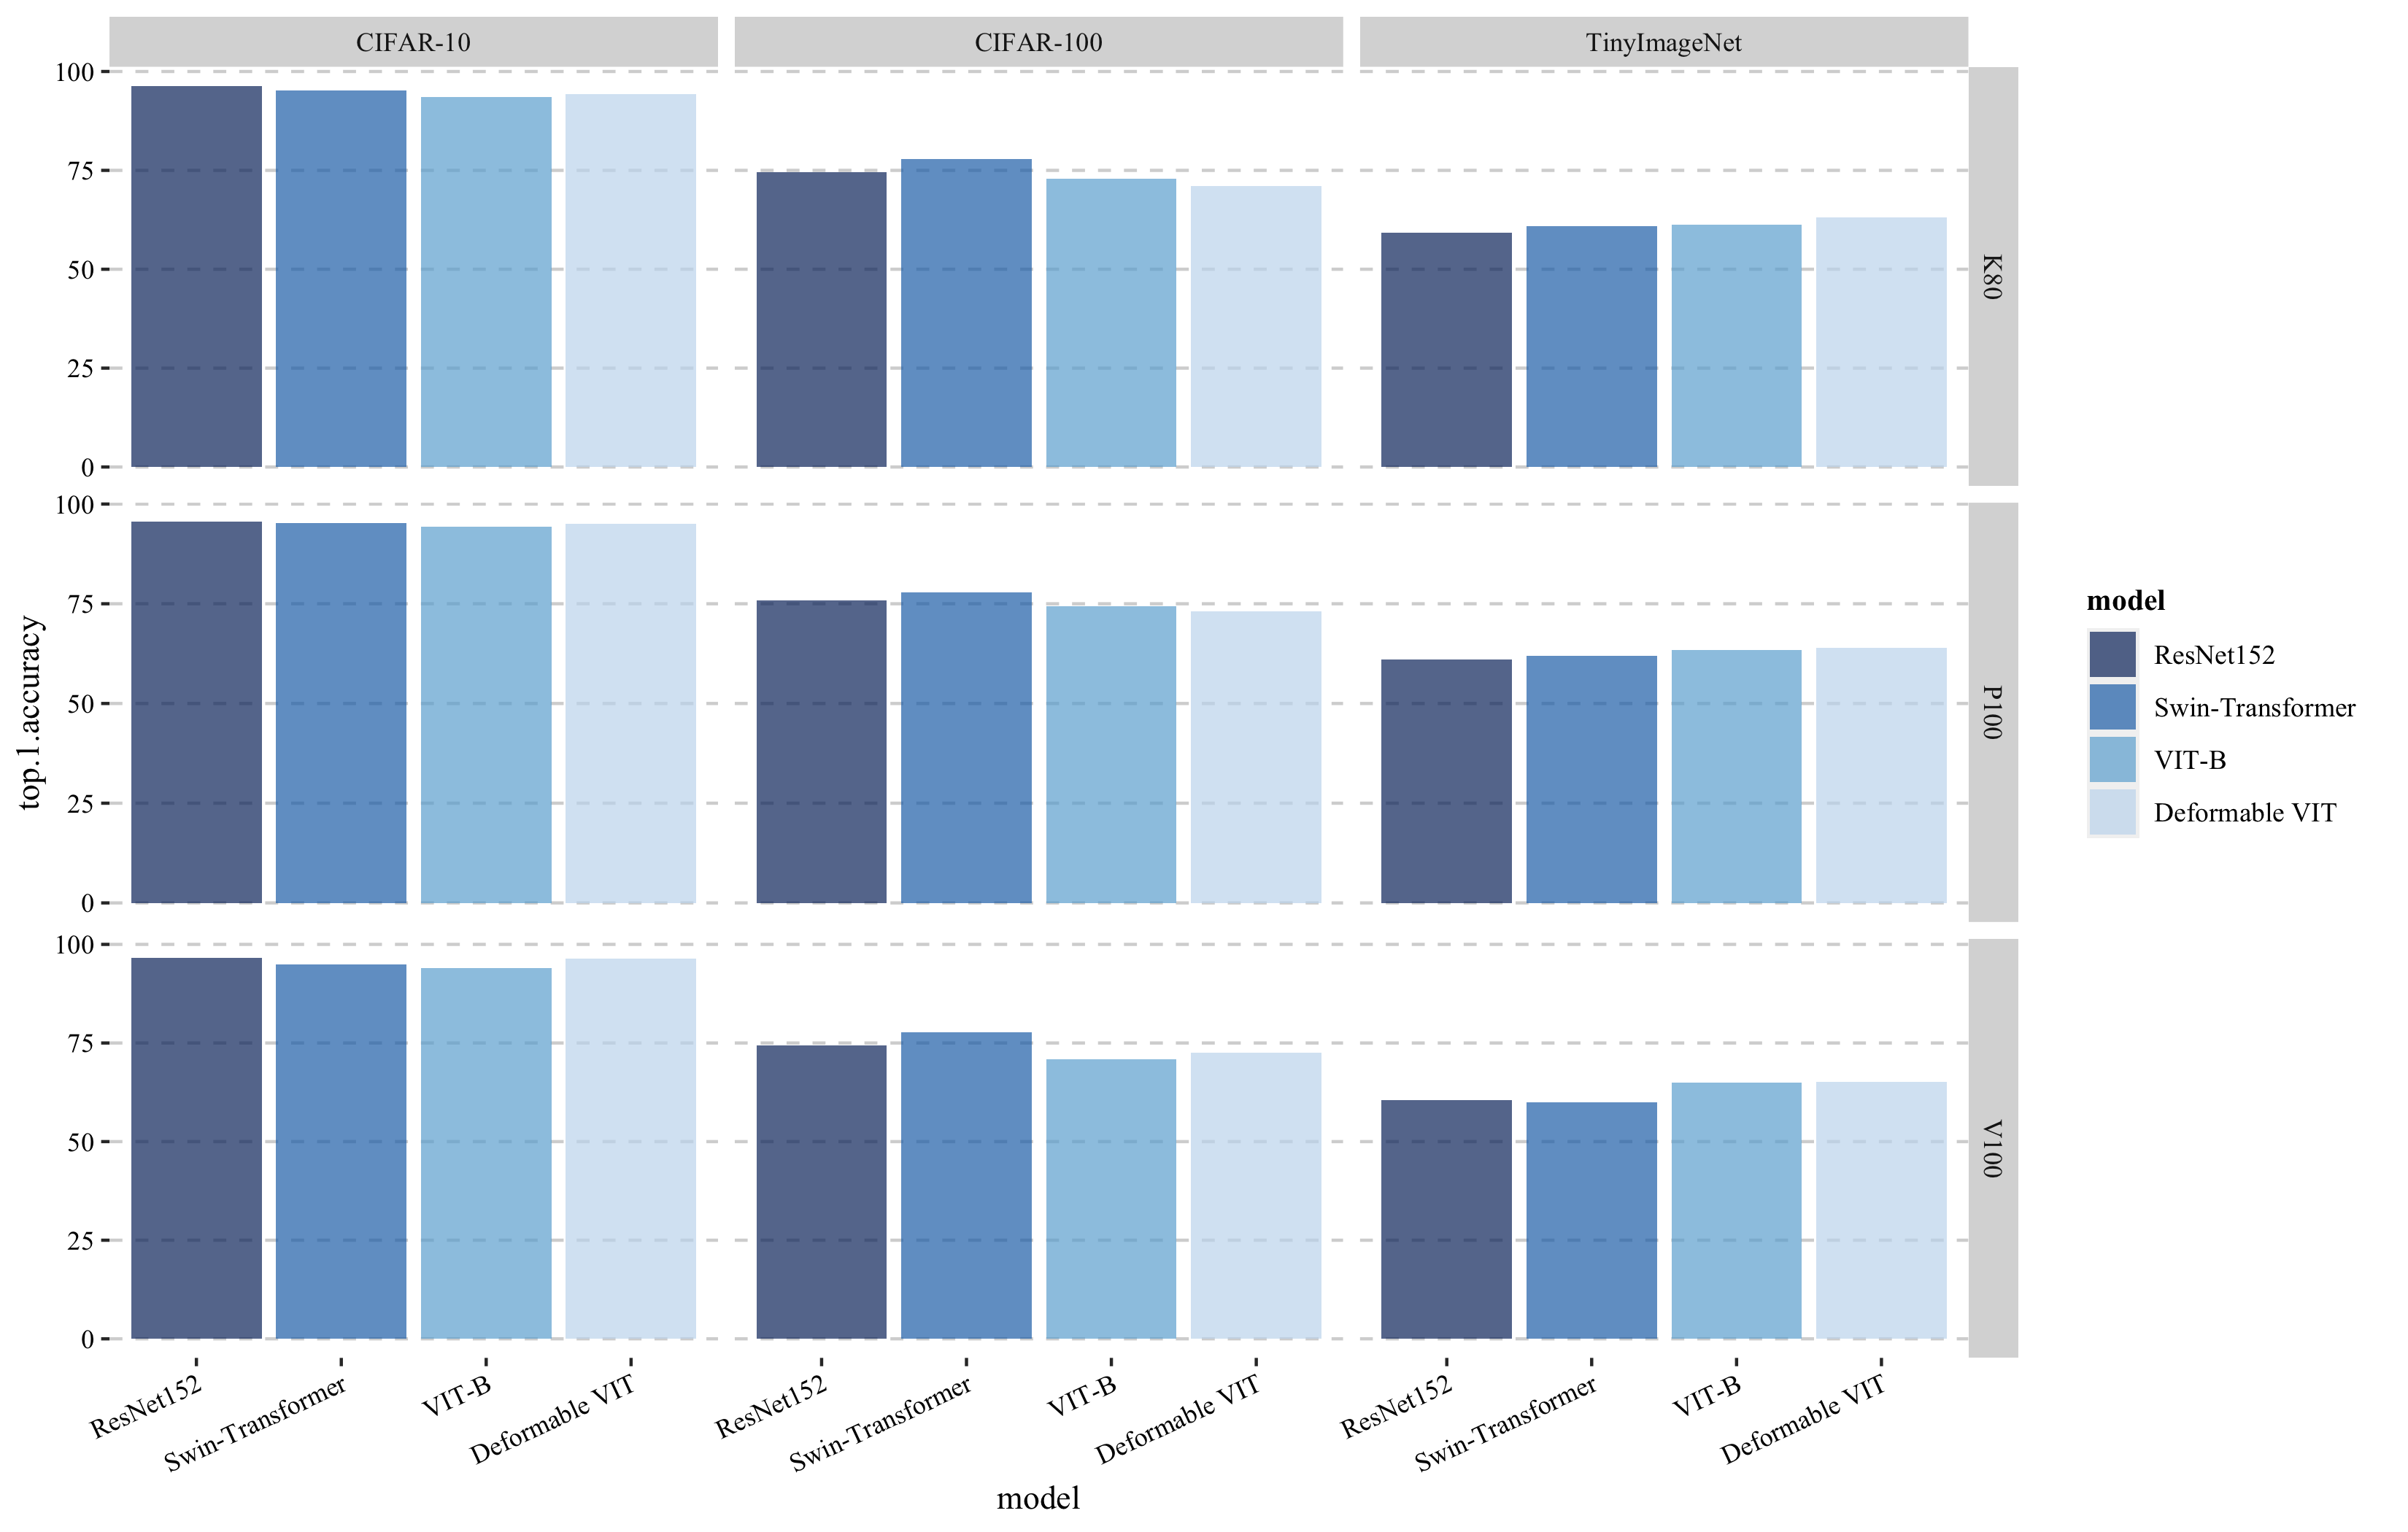 CIFAR-10
CIFAR-100
TinyImageNet
100
75
50
25
0
K80
100
75
50
25
0
P100
100
75
50
25
0
V100
top.1.accuracy
ResNet152
Swin-Transformer
VIT-B
Deformable VIT
ResNet152
Swin-Transformer
VIT-B
Deformable VIT
ResNet152
Swin-Transformer
VIT-B
Deformable VIT
model
model
ResNet152
Swin-Transformer
VIT-B
Deformable VIT